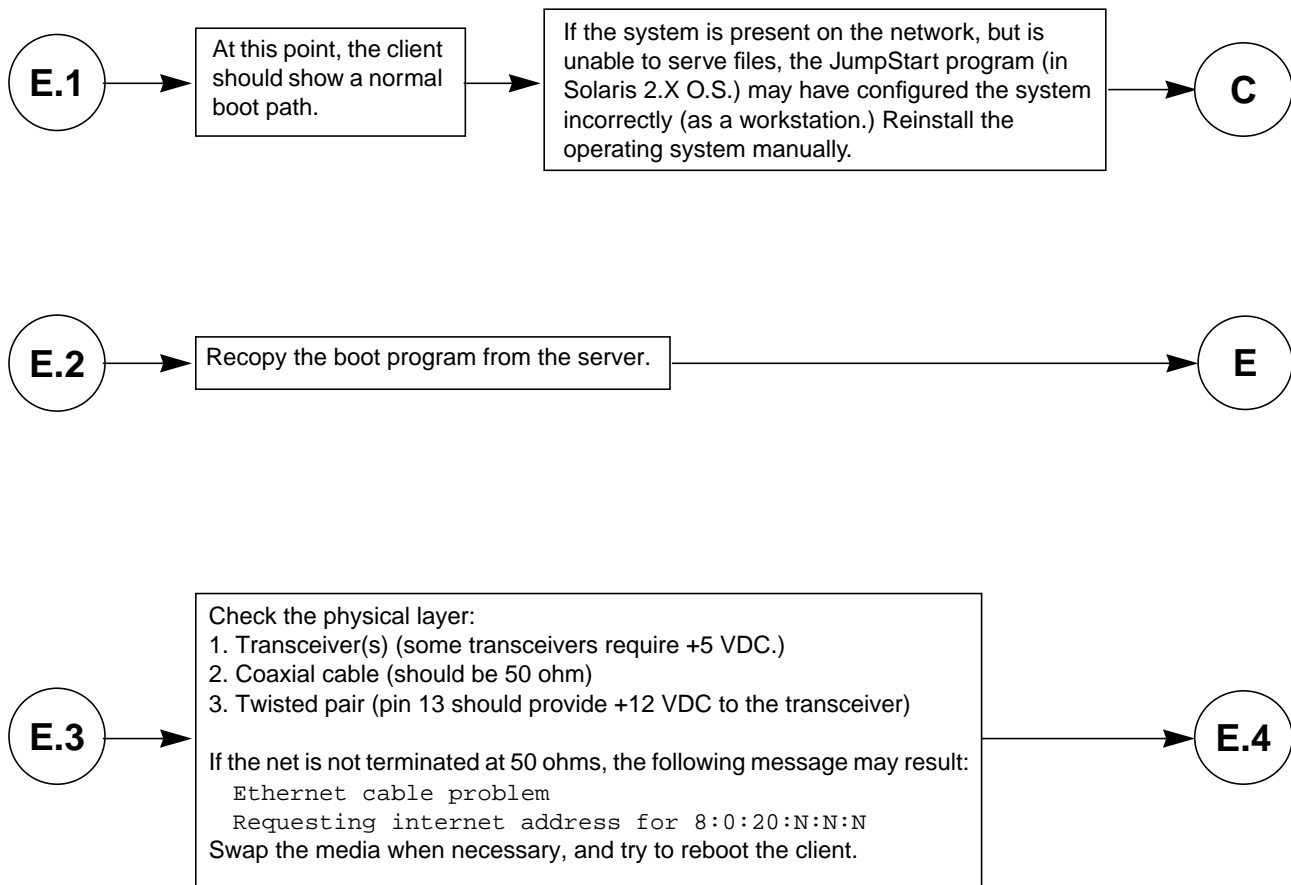 E.1
At this point, the client
should show a normal
boot path.
If the system is present on the network, but is
unable to serve files, the JumpStart program (in
Solaris 2.X O.S.) may have configured the system
incorrectly (as a workstation.) Reinstall the
operating system manually.
C
E.2
Recopy the boot program from the server.
E
E.3
Check the physical layer:
1. Transceiver(s) (some transceivers require +5 VDC.)
2. Coaxial cable (should be 50 ohm)
3. Twisted pair (pin 13 should provide +12 VDC to the transceiver)
If the net is not terminated at 50 ohms, the following message may result:
Ethernet cable problem
Requesting internet address for 8:0:20:N:N:N
Swap the media when necessary, and try to reboot the client.
E.4